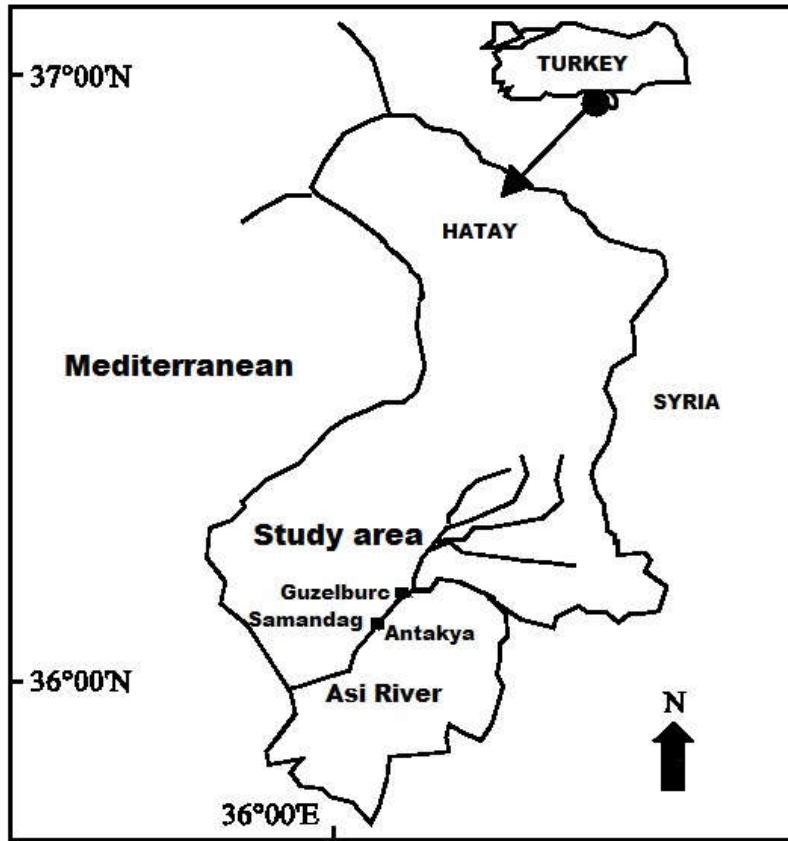 37°00'N
TURKEY
HATAY
Mediterranean
SYRIA
Study area
Guzelburc
Samandag
Antakya
36°00'N
Asi River
N
36°00'E